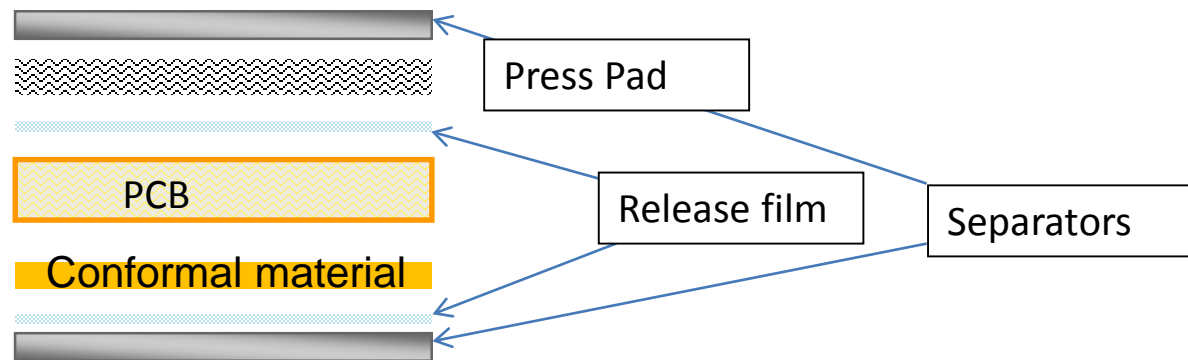 Press Pad
PCB
Release film
Separators
Conformal material